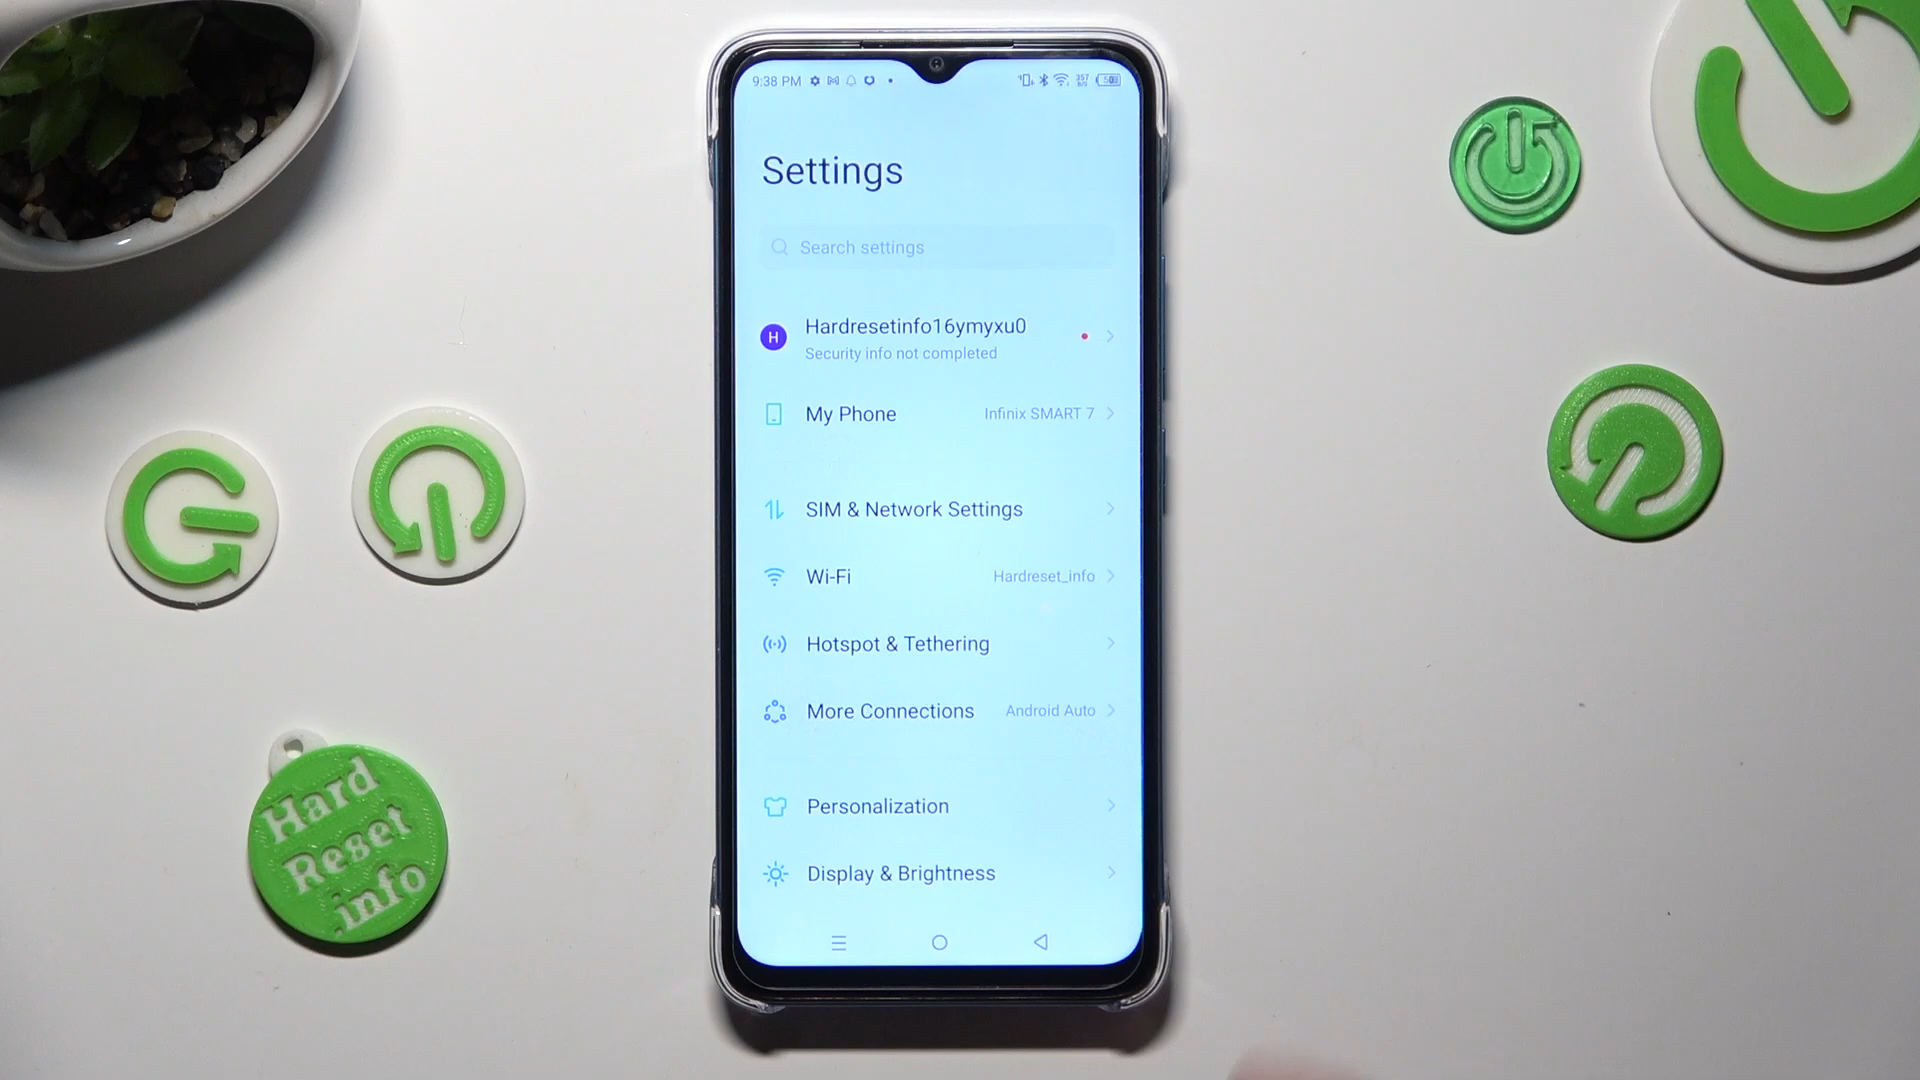 9:38 PM
Settings
Search settings
Hardresetinfo16ymyxu0
Security info not completed
My Phone Infinix SMART 7
SIM & Network Settings
Wi-Fi Hardreset_info
Hotspot & Tethering
More Connections Android Auto
Personalization
Display & Brightness
Hard
Reset
.info